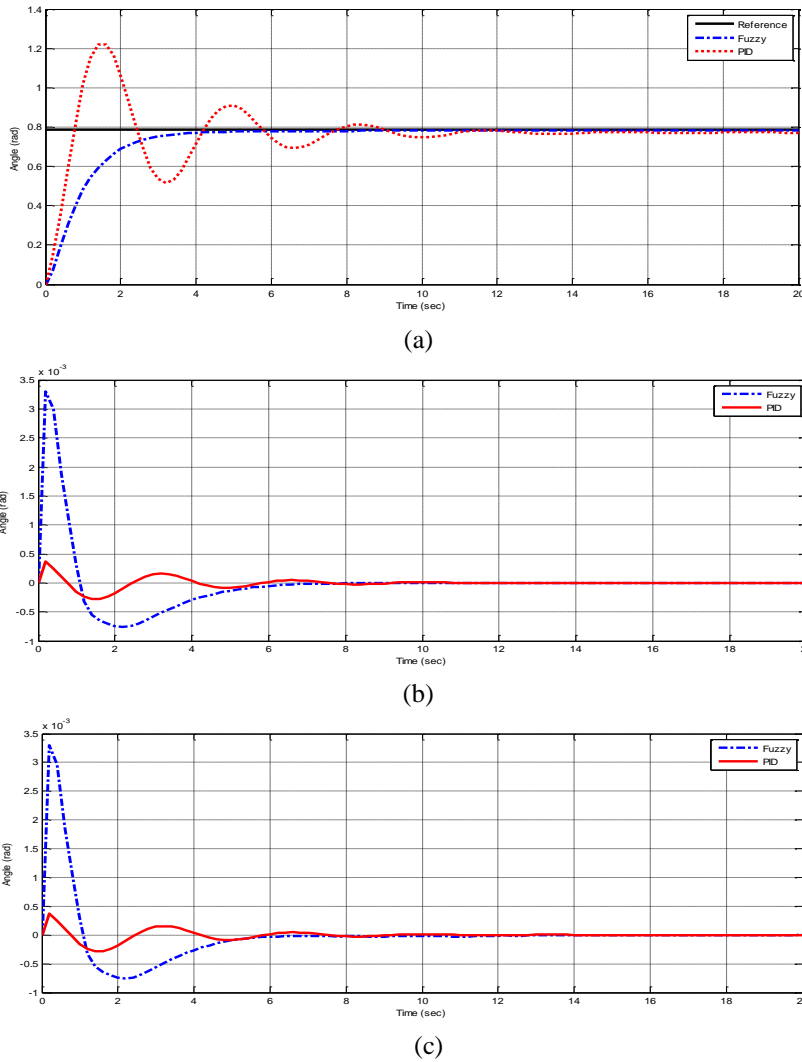 1.4
1.2
1
0.8
0.6
0.4
0.2
0
Angle (rad)
Reference
Fuzzy
PID
0 2 4 6 8 10 12 14 16 18 20
Time (sec)
(a)
x 10-3
3.5
3
2.5
2
1.5
1
0.5
0
-0.5
-1
Angle (rad)
Fuzzy
PID
0 2 4 6 8 10 12 14 16 18 2
Time (sec)
(b)
x 10-3
3.5
3
2.5
2
1.5
1
0.5
0
-0.5
-1
Angle (rad)
Fuzzy
PID
0 2 4 6 8 10 12 14 16 18 2
Time (sec)
(c)